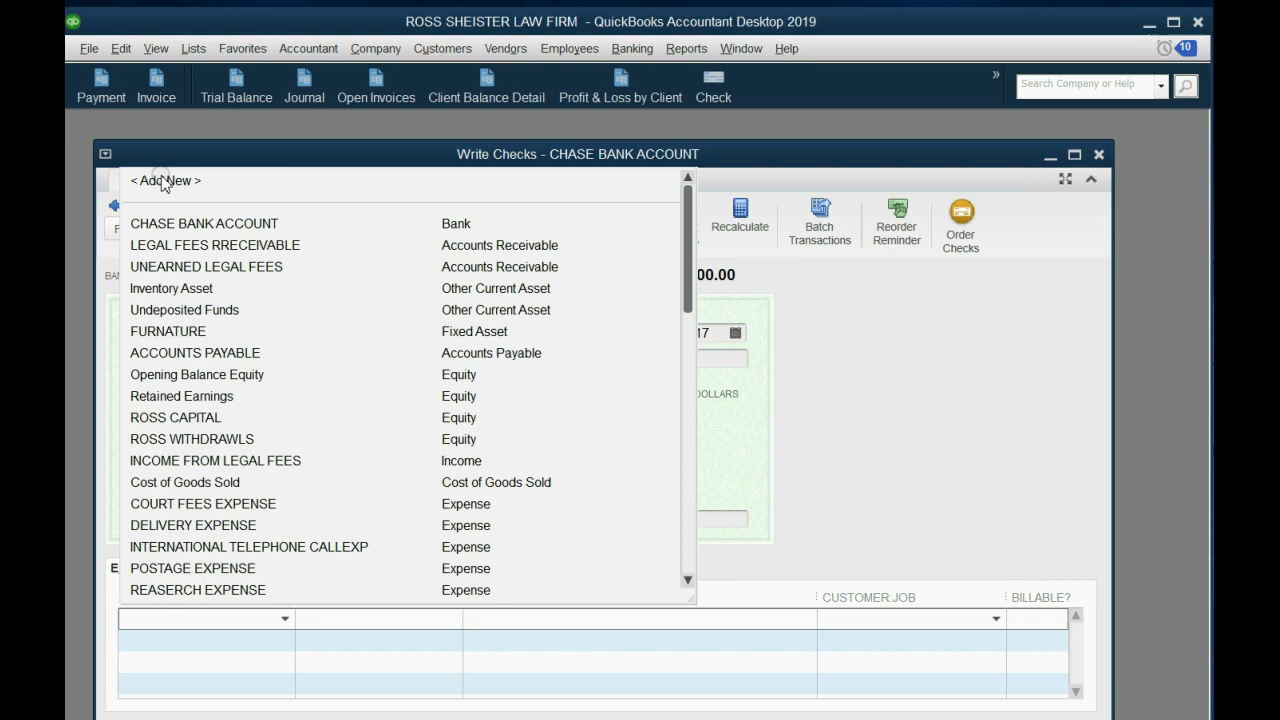 qb ROSS SHEISTER LAW FIRM - QuickBooks Accountant Desktop 2019
File Edit View Lists Favorites Accountant Company Customers Vendors Employees Banking Reports Window Help 10
Payment Invoice Trial Balance Journal Open Invoices Client Balance Detail Profit & Loss by Client Check » Search Company or Help
Write Checks - CHASE BANK ACCOUNT
< Add New >
Recalculate Batch Transactions Reorder Reminder Order Checks
CHASE BANK ACCOUNT Bank
LEGAL FEES RRECEIVABLE Accounts Receivable
UNEARNED LEGAL FEES Accounts Receivable
00.00
Inventory Asset Other Current Asset
Undeposited Funds Other Current Asset
FURNATURE Fixed Asset
17
ACCOUNTS PAYABLE Accounts Payable
Opening Balance Equity Equity
Retained Earnings Equity
DOLLARS
ROSS CAPITAL Equity
ROSS WITHDRAWLS Equity
INCOME FROM LEGAL FEES Income
Cost of Goods Sold Cost of Goods Sold
COURT FEES EXPENSE Expense
DELIVERY EXPENSE Expense
INTERNATIONAL TELEPHONE CALLEXP Expense
POSTAGE EXPENSE Expense
REASERCH EXPENSE Expense
CUSTOMER:JOB BILLABLE?